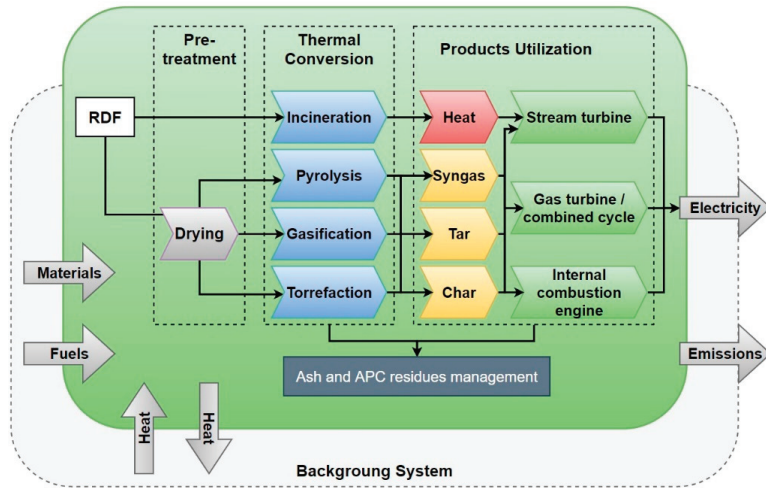 Pre-
treatment
Thermal
Conversion
Products Utilization
RDF
Incineration
Heat
Stream turbine
Pyrolysis
Syngas
Drying
Gasification
Tar
Gas turbine /
combined cycle
Electricity
Materials
Torrefaction
Char
Internal
combustion
engine
Fuels
Emissions
Ash and APC residues management
Heat
Heat
Backgroung System